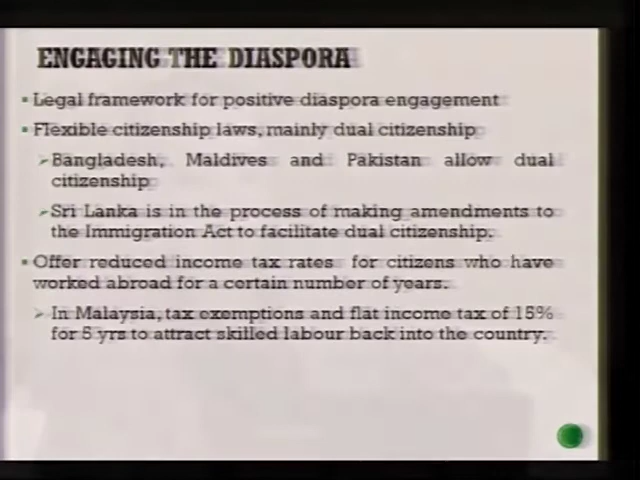 ENGAGING THE DIASPORA
Legal framework for positive diaspora engagement
Flexible citizenship laws, mainly dual citizenship
Bangladesh, Maldives and Pakistan allow dual
citizenship
Sri Lanka is in the process of making amendments to
the Immigration Act to facilitate dual citizenship.
Offer reduced income tax rates for citizens who have
worked abroad for a certain number of years.
In Malaysia, tax exemptions and flat income tax of 15%
for 5 yrs to attract skilled labour back into the country.